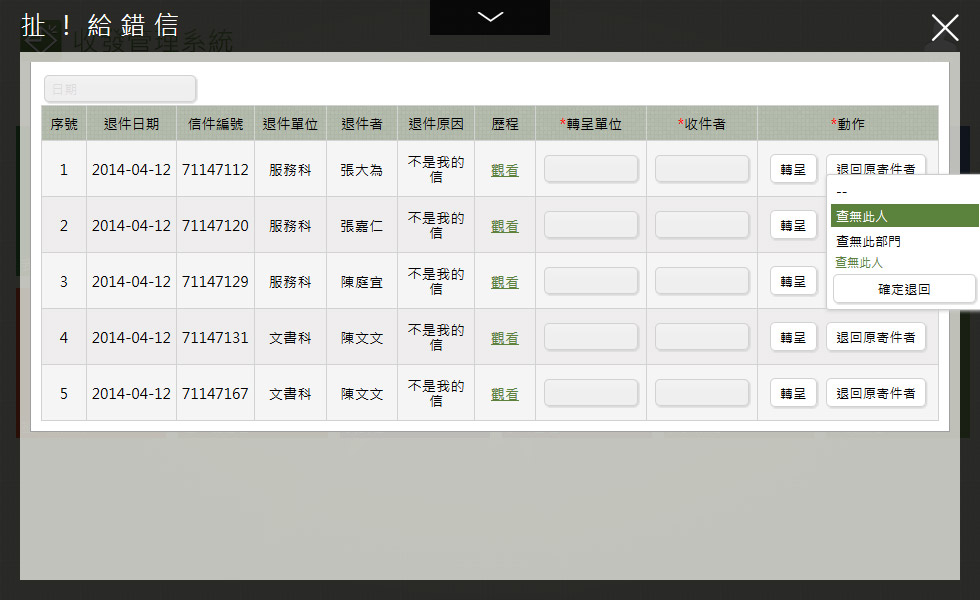 扯！給錯信
收發管理系統
日期
序號 退件日期 信件編號 退件單位 退件者 退件原因 歷程 *轉呈單位 *收件者 *動作
1 2014-04-12 71147112 服務科 張大為 不是我的信 觀看 轉呈 退回原寄件者
--
查無此人
2 2014-04-12 71147120 服務科 張嘉仁 不是我的信 觀看 轉呈
查無此部門
查無此人
3 2014-04-12 71147129 服務科 陳庭宜 不是我的信 觀看 轉呈
確定退回
4 2014-04-12 71147131 文書科 陳文文 不是我的信 觀看 轉呈 退回原寄件者
5 2014-04-12 71147167 文書科 陳文文 不是我的信 觀看 轉呈 退回原寄件者